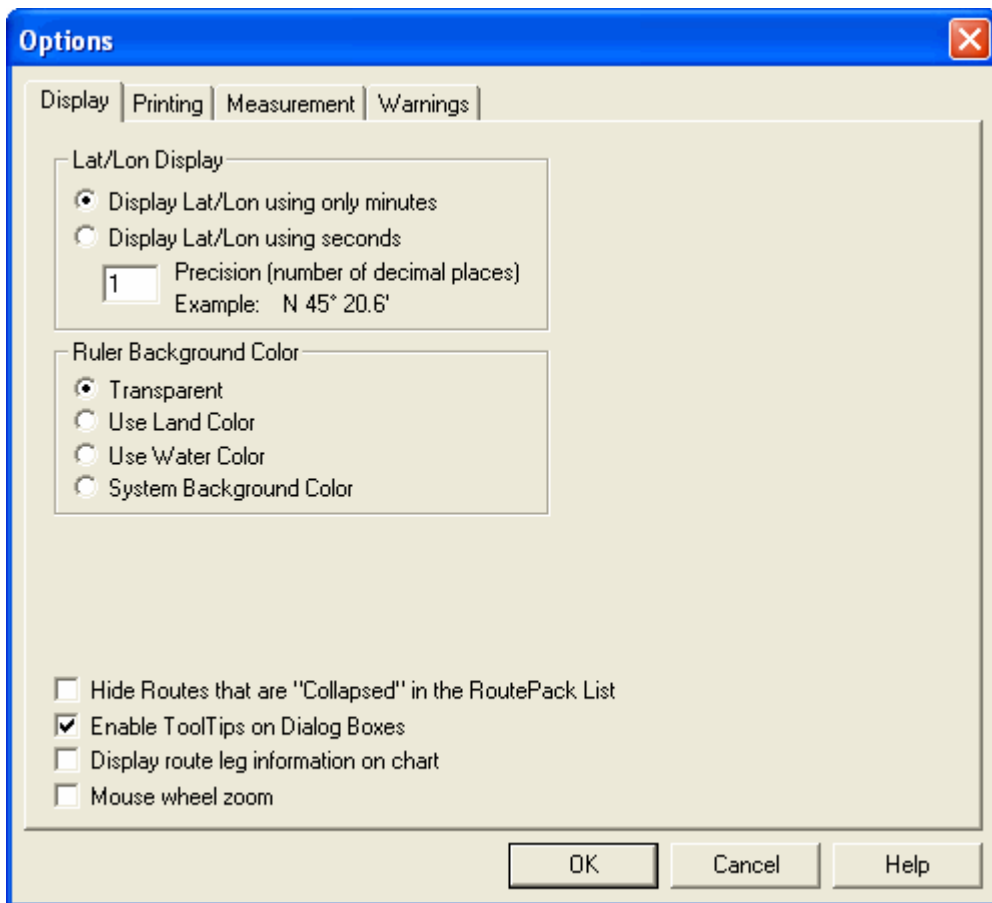 Options
Display Printing Measurement Warnings
Lat/Lon Display
Display Lat/Lon using only minutes
Display Lat/Lon using seconds
1 Precision (number of decimal places)
Example: N 45° 20.6'
Ruler Background Color
Transparent
Use Land Color
Use Water Color
System Background Color
Hide Routes that are "Collapsed" in the RoutePack List
Enable ToolTips on Dialog Boxes
Display route leg information on chart
Mouse wheel zoom
OK Cancel Help